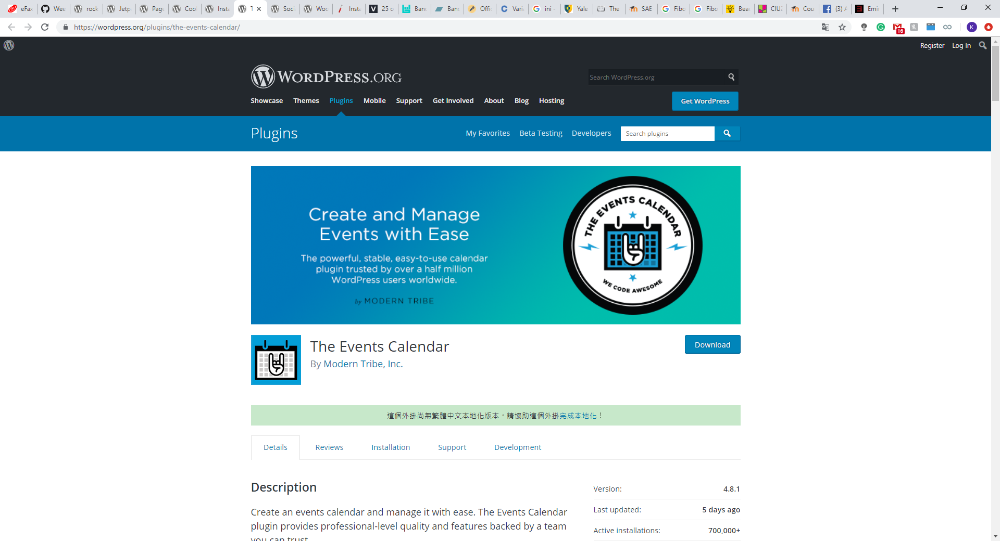 eFax
Wee
rock
Jetp
Page
Cool
Insta
T
Soci
Woo
Insta
25 o
Band
Band
Offi
Varia
ini -
Yale
The
SAE
Fibo
Fibo
Beau
CIU
Cou
(3) A
Emir
https://wordpress.org/plugins/the-events-calendar/
16
K
Register
Log In
WORDPRESS.ORG
Search WordPress.org
Showcase
Themes
Plugins
Mobile
Support
Get Involved
About
Blog
Hosting
Get WordPress
Plugins
My Favorites
Beta Testing
Developers
Search plugins
Create and Manage
Events with Ease
The powerful, stable, easy-to-use calendar
plugin trusted by over a half million
WordPress users worldwide.
by MODERN TRIBE
THE EVENTS CALENDAR
WE CODE AWESOME
The Events Calendar
By Modern Tribe, Inc.
Download
這個外掛尚無繁體中文本地化版本。請協助這個外掛完成本地化！
Details
Reviews
Installation
Support
Development
Description
Create an events calendar and manage it with ease. The Events Calendar
plugin provides professional-level quality and features backed by a team
you can trust.
Version: 4.8.1
Last updated: 5 days ago
Active installations: 700,000+